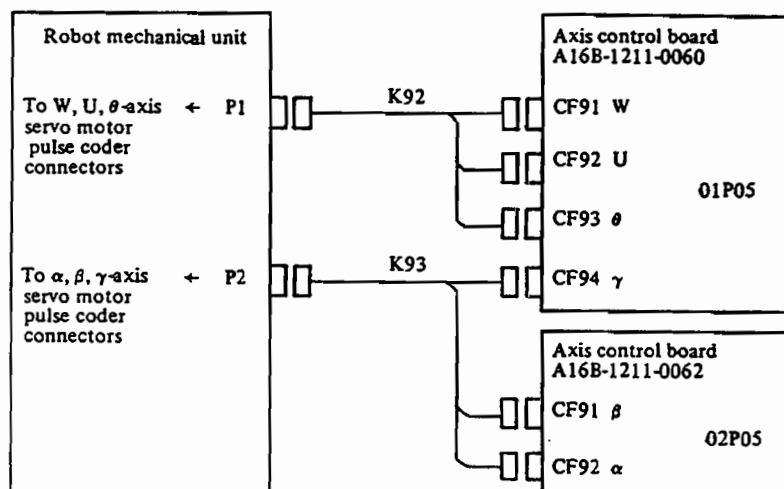 Robot mechanical unit
To W, U, θ-axis ← P1
servo motor
pulse coder
connectors
To α, β, γ-axis ← P2
servo motor
pulse coder
connectors
K92
K93
Axis control board
A16B-1211-0060
CF91 W
CF92 U
01P05
CF93 θ
CF94 γ
Axis control board
A16B-1211-0062
CF91 β
02P05
CF92 α